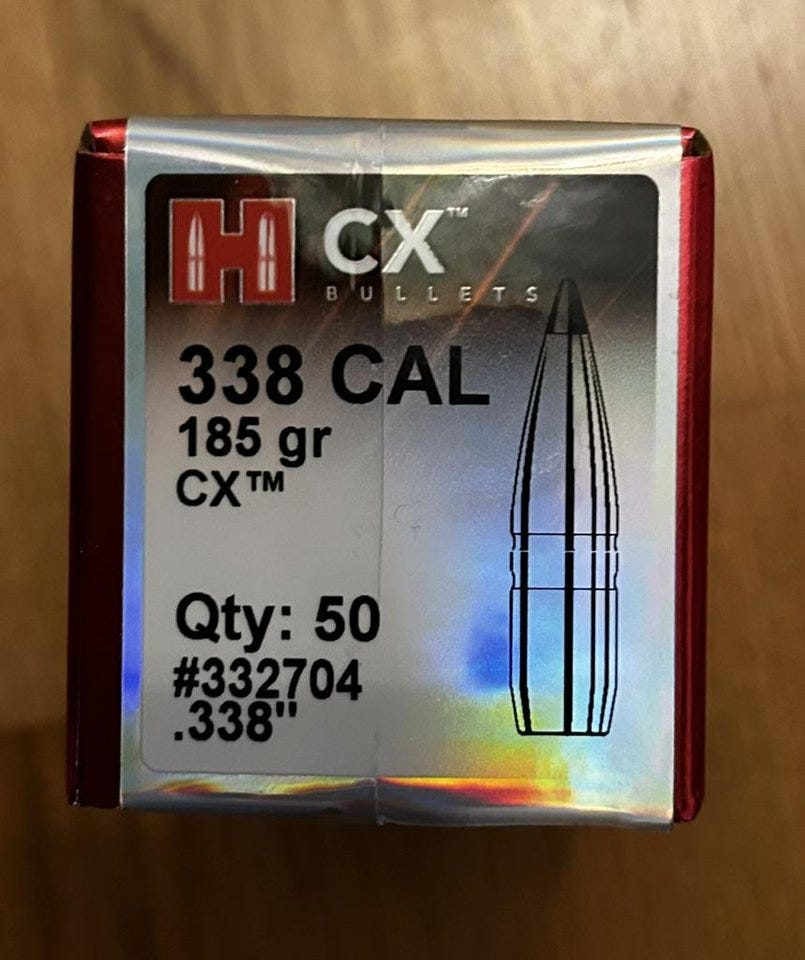 H CX™
BULLETS
338 CAL
185 gr
CX™
Qty: 50
#332704
.338"